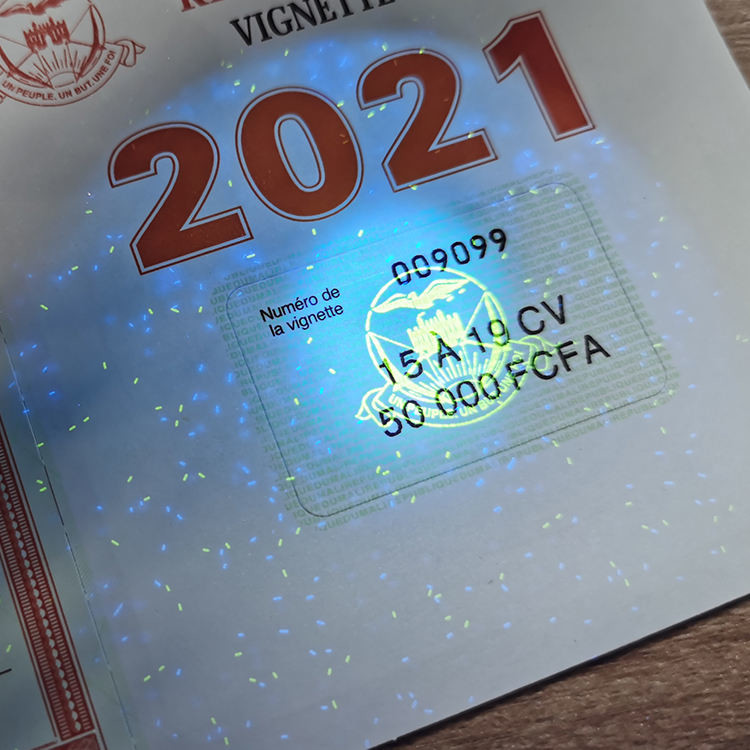 UN PEUPLE, UN BUT, UNE FOI
VIGNETTE
2021
009099
Numéro de
la vignette
15 À 19 CV
50 000 FCFA